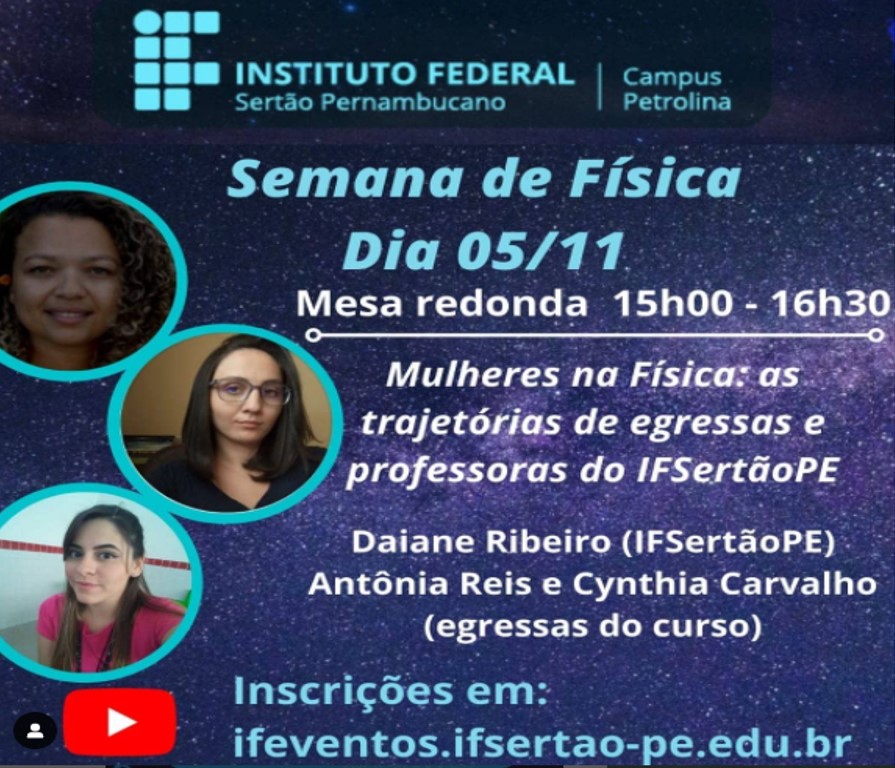 INSTITUTO FEDERAL
Sertão Pernambucano
Campus
Petrolina
Semana de Física
Dia 05/11
Mesa redonda 15h00 - 16h30
Mulheres na Física: as
trajetórias de egressas e
professoras do IFSertãoPE
Daiane Ribeiro (IFSertãoPE)
Antônia Reis e Cynthia Carvalho
(egressas do curso)
Inscrições em:
ifeventos.ifsertao-pe.edu.br